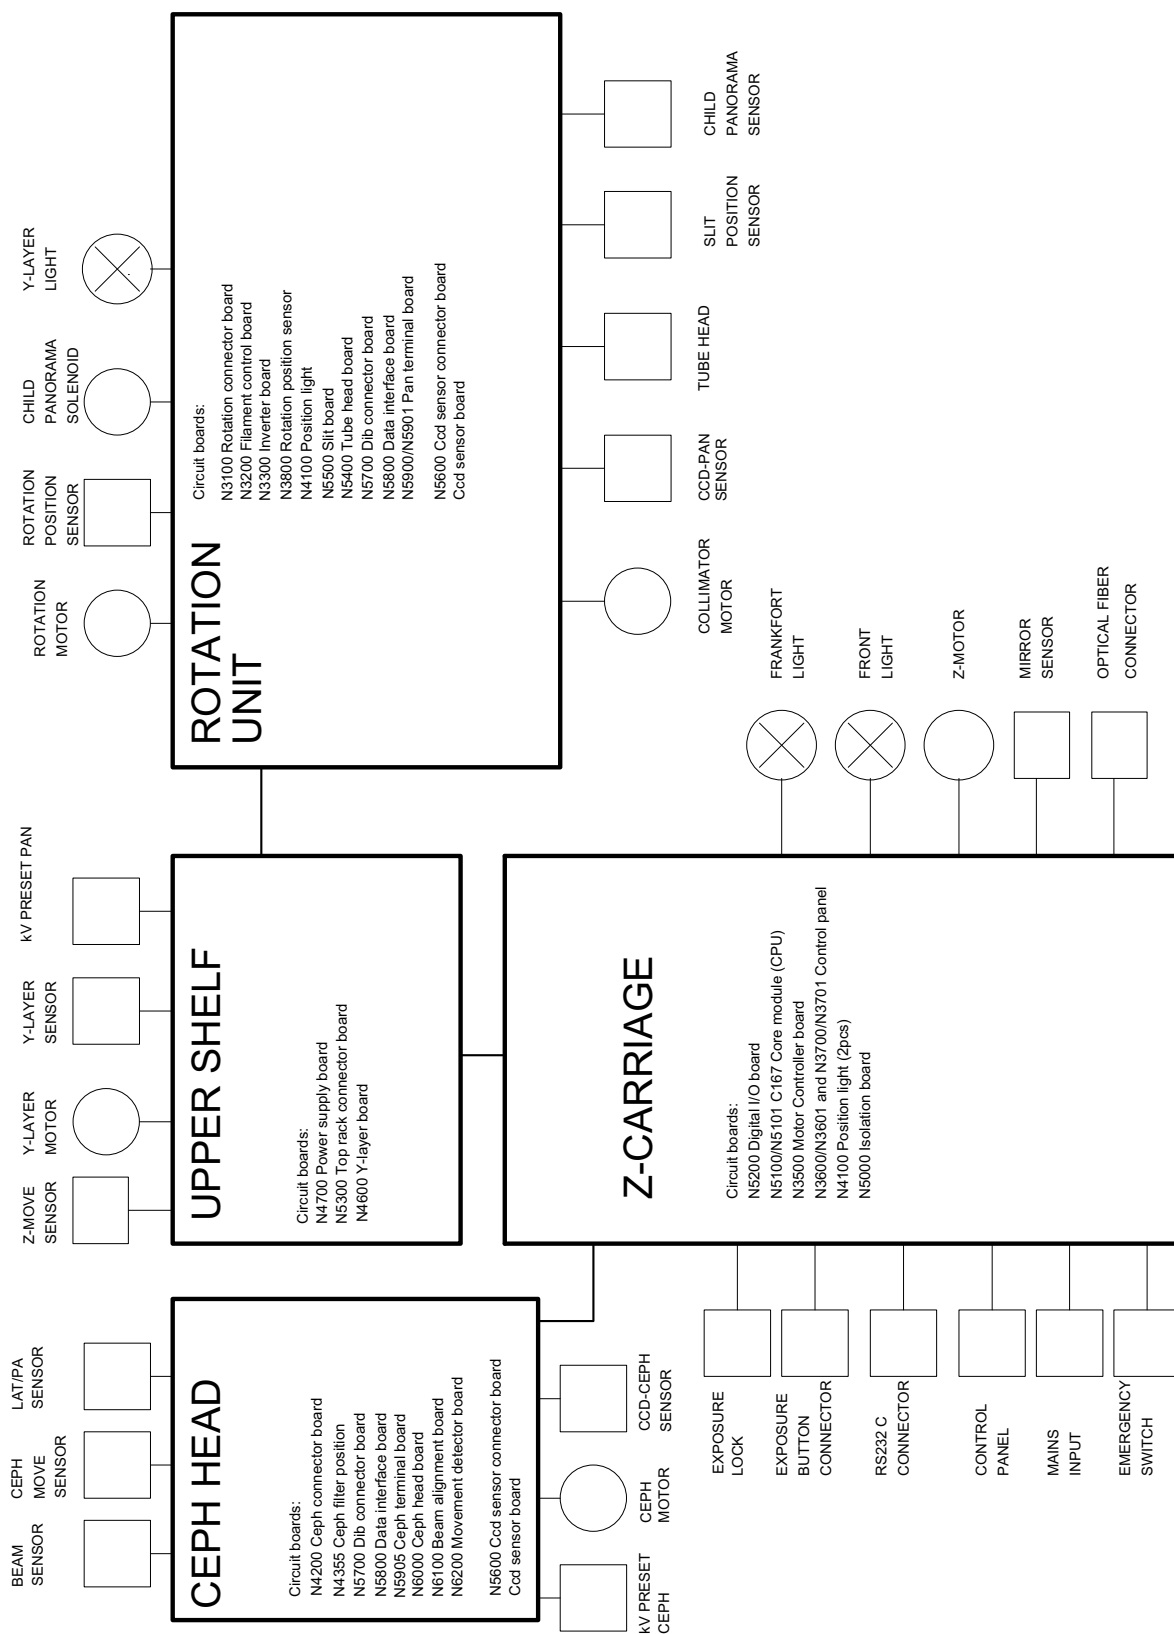 BEAM
SENSOR
CEPH
MOVE
SENSOR
LAT/PA
SENSOR
CEPH HEAD
Circuit boards:
N4200 Ceph connector board
N4355 Ceph filter position
N5700 Dib connector board
N5800 Data interface board
N5905 Ceph terminal board
N6000 Ceph head board
N6100 Beam alignment board
N6200 Movement detector board
N5600 Ccd sensor connector board
Ccd sensor board
kV PRESET
CEPH
CEPH
MOTOR
CCD-CEPH
SENSOR
Z-MOVE
SENSOR
Y-LAYER
MOTOR
Y-LAYER
SENSOR
kV PRESET PAN
UPPER SHELF
Circuit boards:
N4700 Power supply board
N5300 Top rack connector board
N4600 Y-layer board
ROTATION
MOTOR
ROTATION
POSITION
SENSOR
CHILD
PANORAMA
SOLENOID
Y-LAYER
LIGHT
ROTATION
UNIT
Circuit boards:
N3100 Rotation connector board
N3200 Filament control board
N3300 Inverter board
N3800 Rotation position sensor
N4100 Position light
N5500 Slit board
N5400 Tube head board
N5700 Dib connector board
N5800 Data interface board
N5900/N5901 Pan terminal board
N5600 Ccd sensor connector board
Ccd sensor board
COLLIMATOR
MOTOR
CCD-PAN
SENSOR
TUBE HEAD
SLIT
POSITION
SENSOR
CHILD
PANORAMA
SENSOR
Z-CARRIAGE
Circuit boards:
N5200 Digital I/O board
N5100/N5101 C167 Core module (CPU)
N3500 Motor Controller board
N3600/N3601 and N3700/N3701 Control panel
N4100 Position light (2pcs)
N5000 Isolation board
EXPOSURE
LOCK
EXPOSURE
BUTTON
CONNECTOR
RS232 C
CONNECTOR
CONTROL
PANEL
MAINS
INPUT
EMERGENCY
SWITCH
FRANKFORT
LIGHT
FRONT
LIGHT
Z-MOTOR
MIRROR
SENSOR
OPTICAL FIBER
CONNECTOR